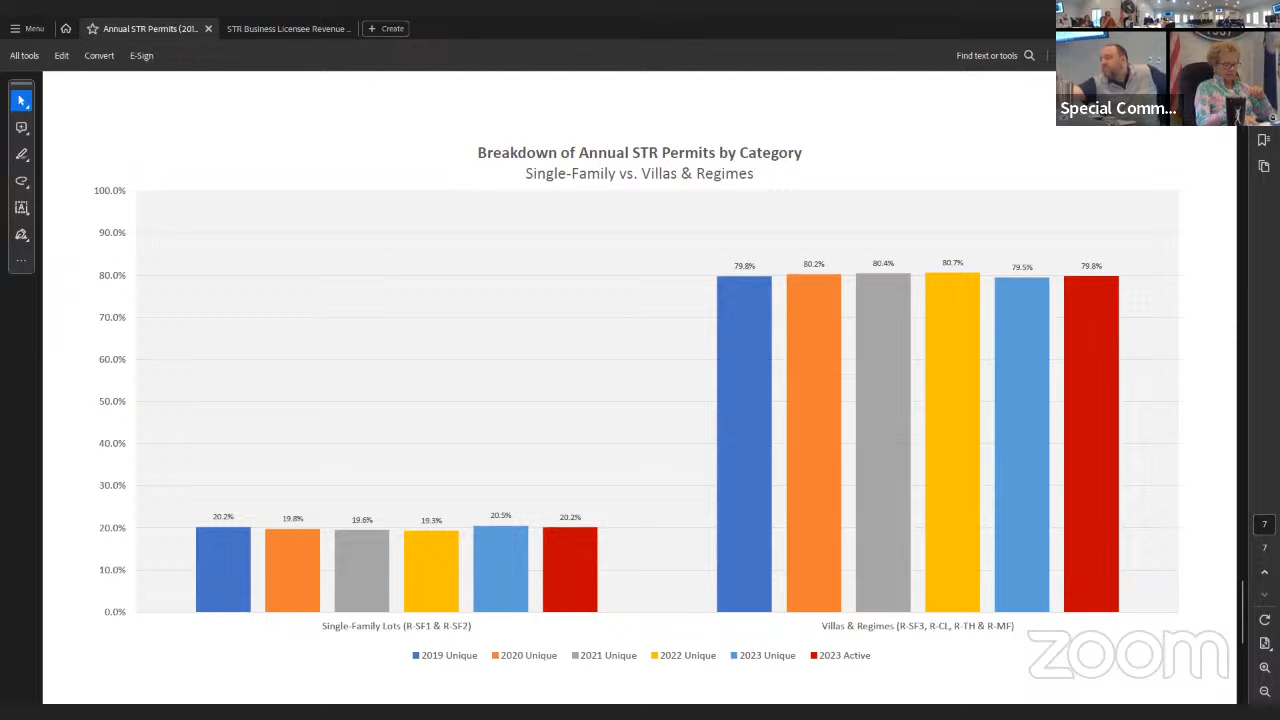 Menu
Annual STR Permits (201...
STR Business Licensee Revenue ...
Create
All tools
Edit
Convert
E-Sign
Find text or tools
Special Comm...
Breakdown of Annual STR Permits by Category
Single-Family vs. Villas & Regimes
100.0%
90.0%
80.0%
70.0%
60.0%
50.0%
40.0%
30.0%
20.0%
10.0%
0.0%
20.2%
19.8%
19.6%
19.3%
20.5%
20.2%
79.8%
80.2%
80.4%
80.7%
79.5%
79.8%
Single-Family Lots (R-SF1 & R-SF2)
Villas & Regimes (R-SF3, R-CL, R-TH & R-MF)
2019 Unique
2020 Unique
2021 Unique
2022 Unique
2023 Unique
2023 Active
7
7
zoom